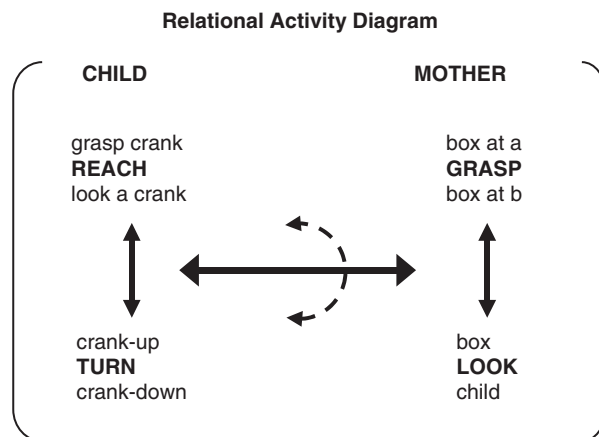 Relational Activity Diagram
CHILD
MOTHER
grasp crank
REACH
look a crank
box at a
GRASP
box at b
crank-up
TURN
crank-down
box
LOOK
child